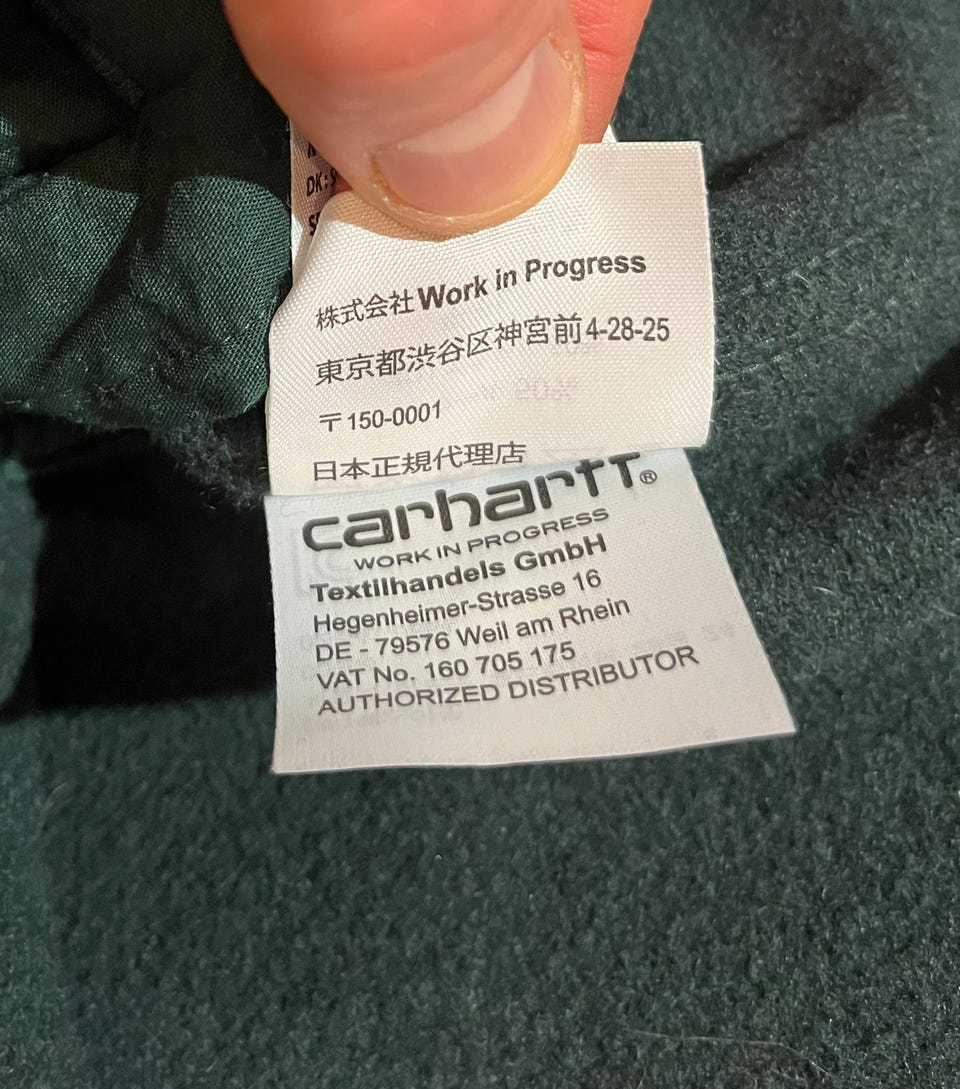 DK:
株式会社Work in Progress
東京都渋谷区神宮前4-28-25
〒150-0001
日本正規代理店
carhartt®
WORK IN PROGRESS
Textilhandels GmbH
Hegenheimer-Strasse 16
DE - 79576 Weil am Rhein
VAT No. 160 705 175
AUTHORIZED DISTRIBUTOR